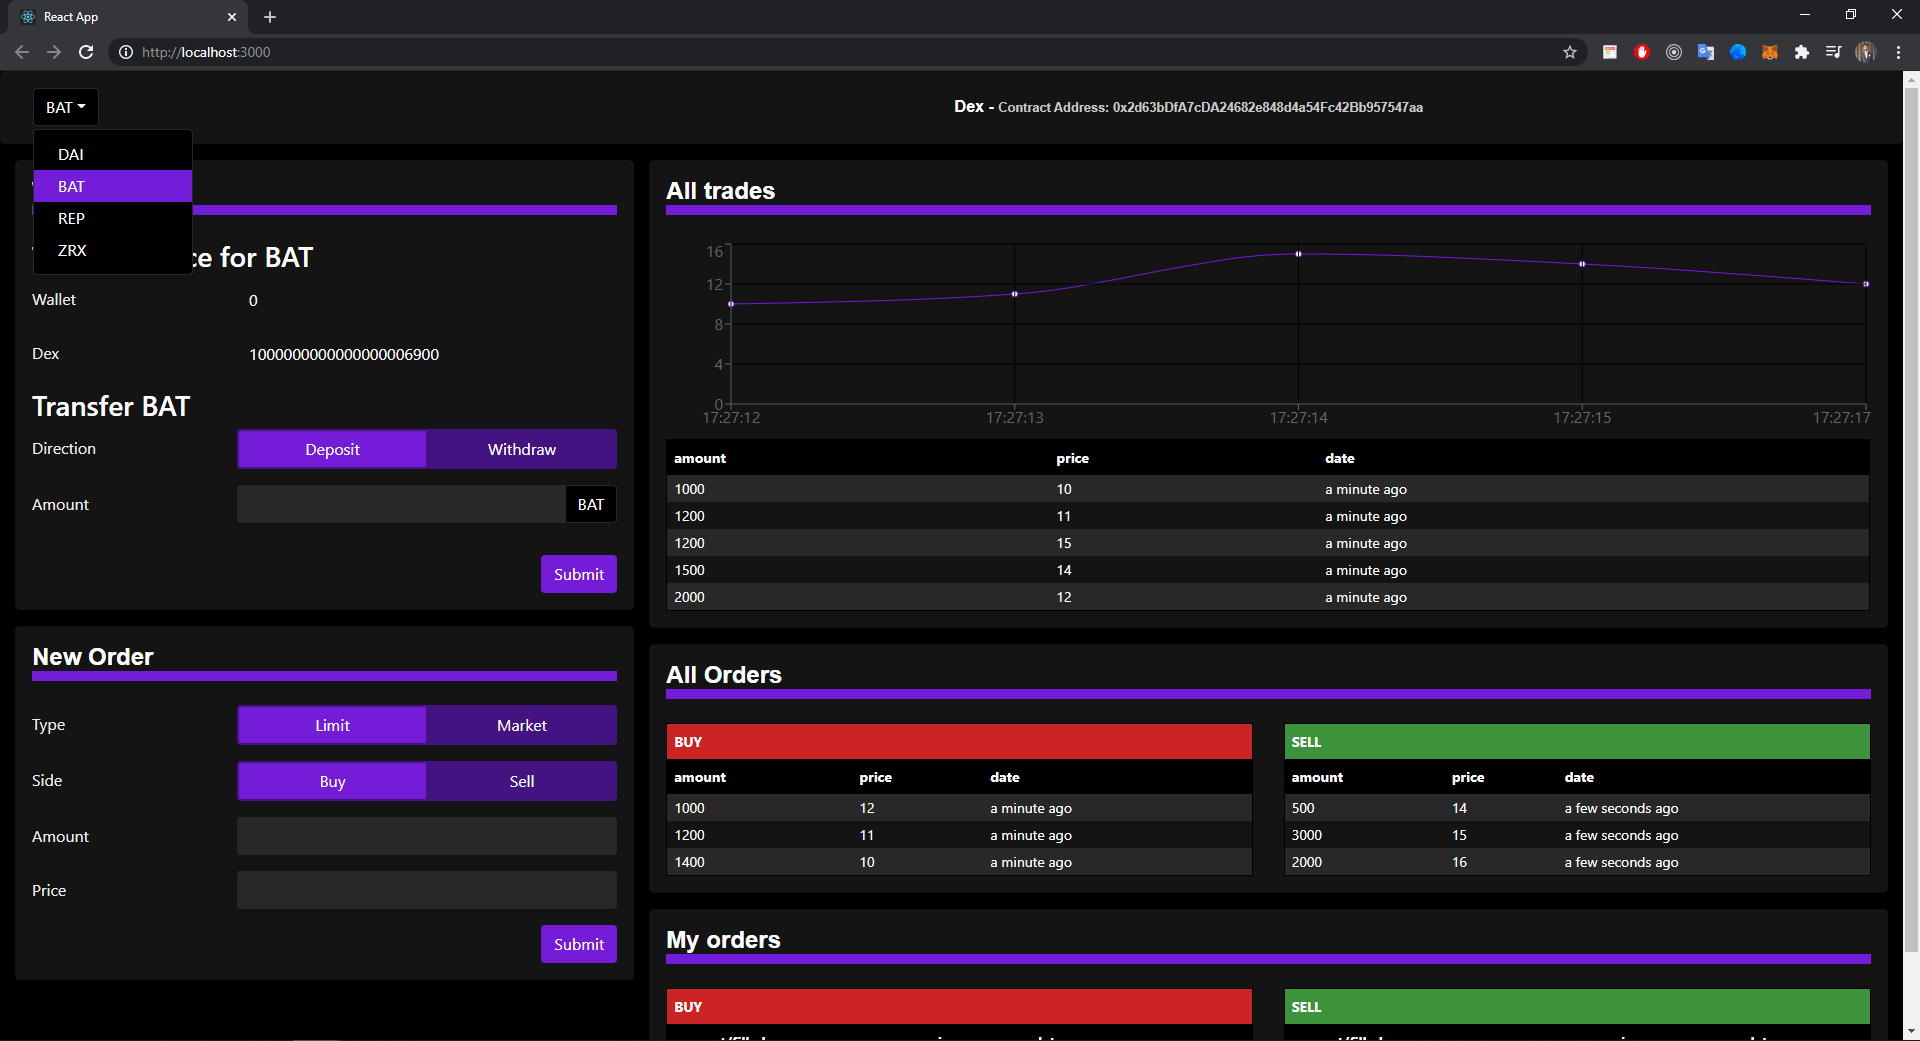 React App
http://localhost:3000
BAT
Dex - Contract Address: 0x2d63bDfA7cDA24682e848d4a54Fc42Bb957547aa
DAI
BAT
REP
ZRX
ce for BAT
Wallet 0
Dex 1000000000000000006900
Transfer BAT
Direction Deposit Withdraw
Amount BAT
Submit
New Order
Type Limit Market
Side Buy Sell
Amount
Price
Submit
All trades
16
12
8
4
0
17:27:12 17:27:13 17:27:14 17:27:15 17:27:17
amount price date
1000 10 a minute ago
1200 11 a minute ago
1200 15 a minute ago
1500 14 a minute ago
2000 12 a minute ago
All Orders
BUY
amount price date
1000 12 a minute ago
1200 11 a minute ago
1400 10 a minute ago
SELL
amount price date
500 14 a few seconds ago
3000 15 a few seconds ago
2000 16 a few seconds ago
My orders
BUY
SELL